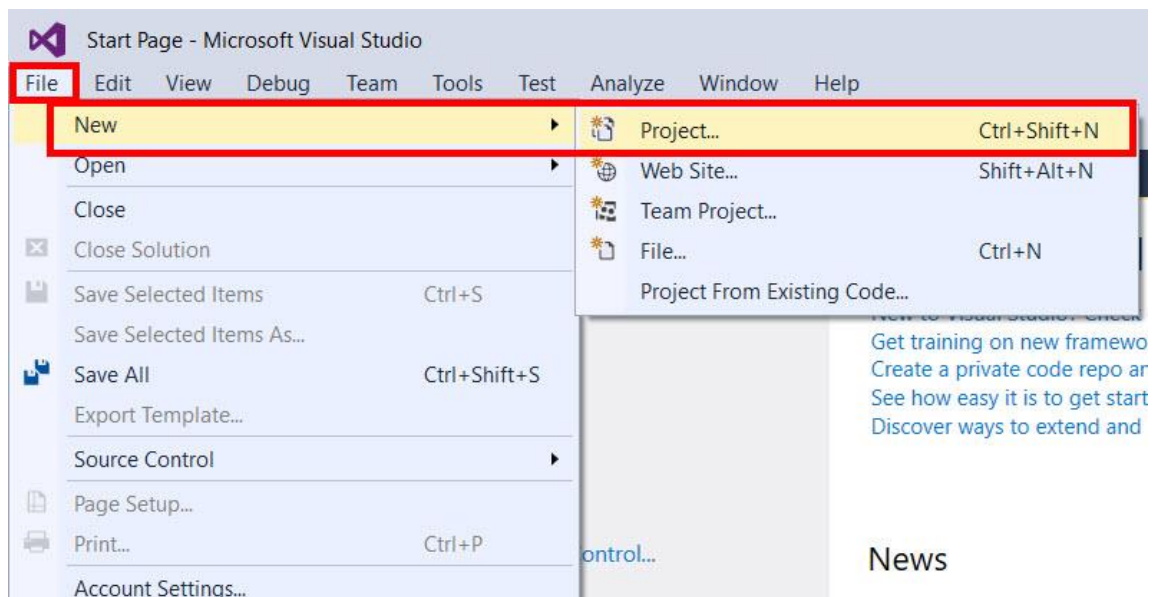 Start Page - Microsoft Visual Studio
File Edit View Debug Team Tools Test Analyze Window Help
New
Project... Ctrl+Shift+N
Open
Web Site... Shift+Alt+N
Close
Team Project...
Close Solution
File... Ctrl+N
Save Selected Items Ctrl+S
Project From Existing Code...
Save Selected Items As...
Get training on new framewo
Save All Ctrl+Shift+S
Create a private code repo an
See how easy it is to get start
Export Template...
Discover ways to extend and
Source Control
Page Setup...
Print... Ctrl+P
ontrol...
News
Account Settings...